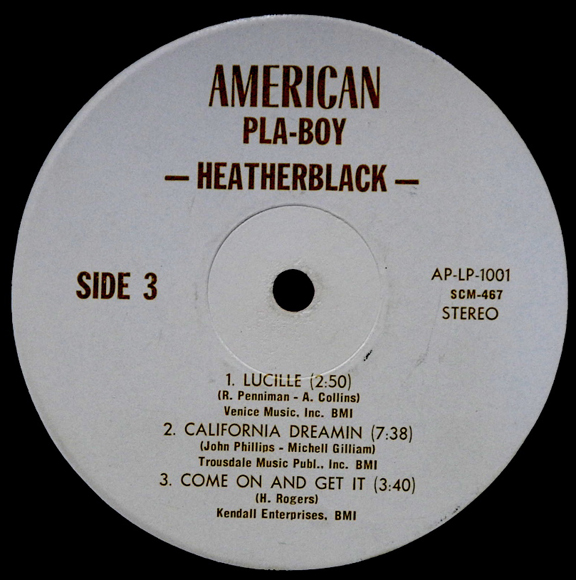 AMERICAN
PLA-BOY
— HEATHERBLACK —
SIDE 3
AP-LP-1001
SCM-467
STEREO
1. LUCILLE (2:50)
(R. Penniman - A. Collins)
Venice Music, Inc. BMI
2. CALIFORNIA DREAMIN (7:38)
(John Phillips - Michell Gilliam)
Trousdale Music Publ., Inc. BMI
3. COME ON AND GET IT (3:40)
(H. Rogers)
Kendall Enterprises, BMI